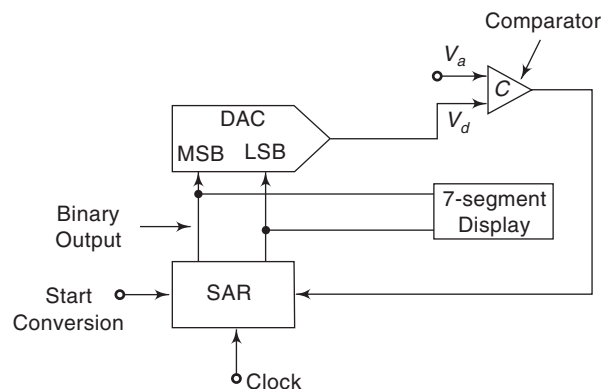 Comparator
V_a
C
V_d
DAC
MSB LSB
7-segment
Display
Binary
Output
SAR
Start
Conversion
Clock